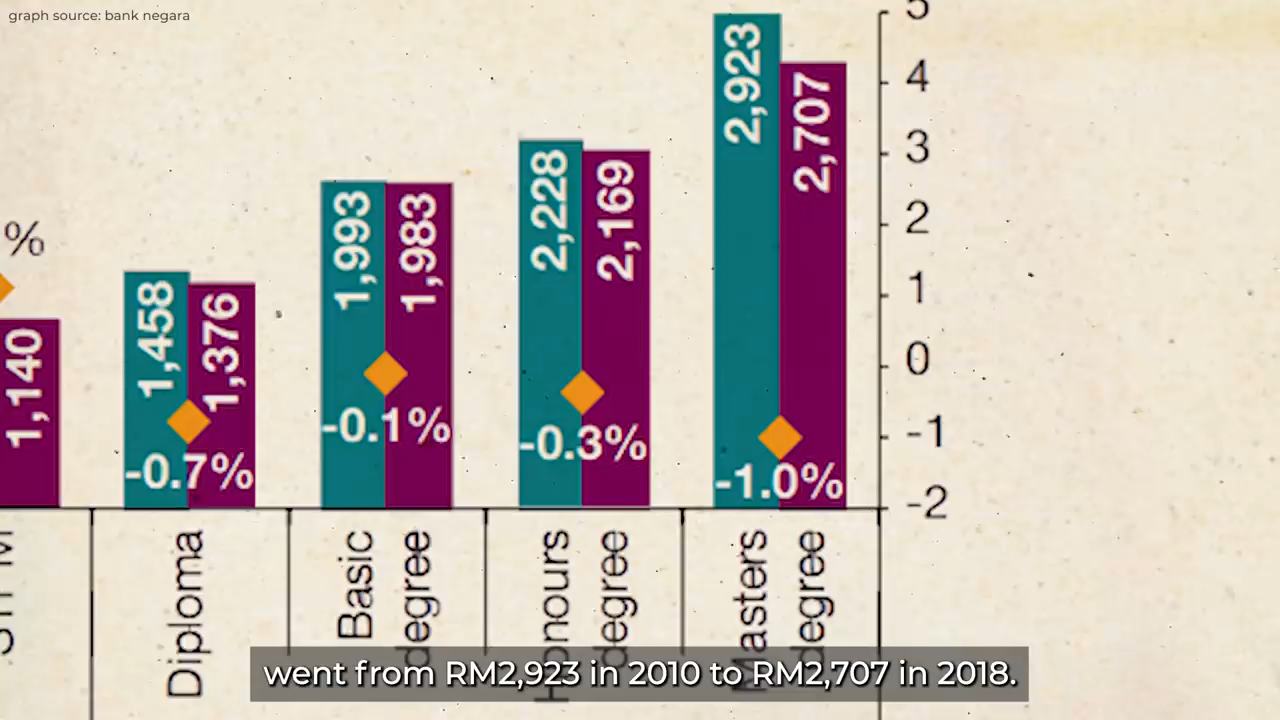 graph source: bank negara
%
1,140
1,458
1,376
-0.7%
1,993
1,983
-0.1%
2,228
2,169
-0.3%
2,923
2,707
-1.0%
5
4
3
2
1
0
-1
-2
Diploma
Basic
degree
Honours
degree
Masters
degree
went from RM2,923 in 2010 to RM2,707 in 2018.